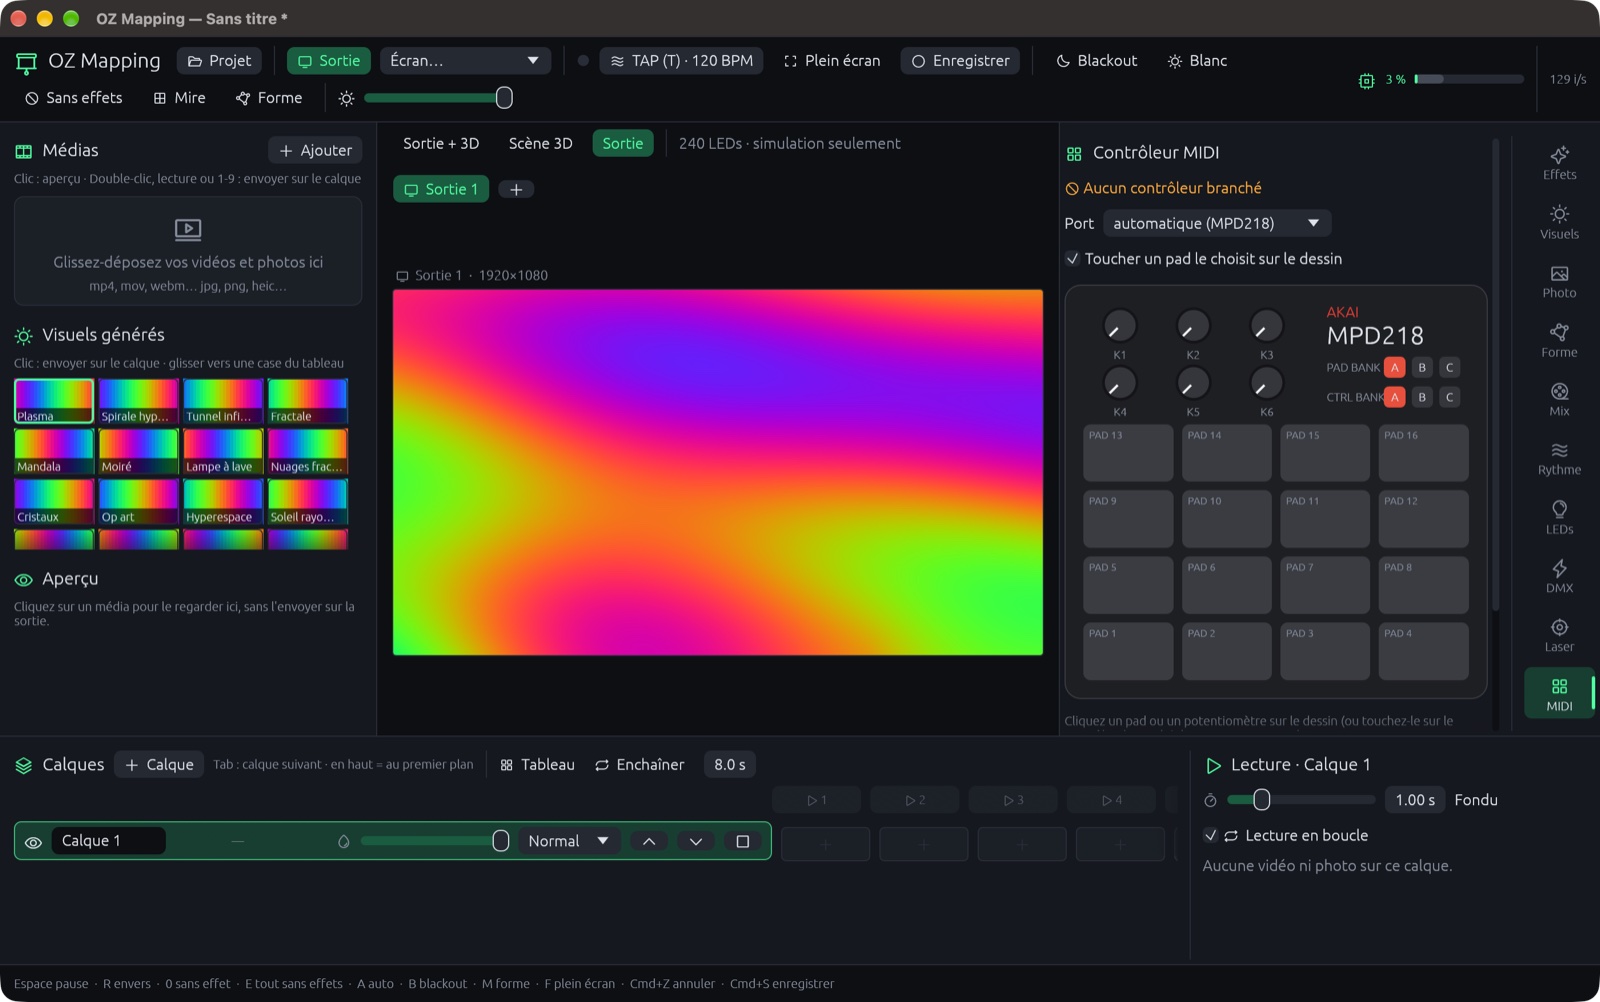 OZ Mapping — Sans titre *
OZ Mapping
Projet
Sortie
Écran…
TAP (T) · 120 BPM
Plein écran
Enregistrer
Blackout
Blanc
3 %
129 i/s
Sans effets
Mire
Forme
Médias
Ajouter
Clic : aperçu · Double-clic, lecture ou 1-9 : envoyer sur le calque
Glissez-déposez vos vidéos et photos ici
mp4, mov, webm… jpg, png, heic…
Visuels générés
Clic : envoyer sur le calque · glisser vers une case du tableau
Plasma
Spirale hyp…
Tunnel infi…
Fractale
Mandala
Moiré
Lampe à lave
Nuages frac…
Cristaux
Op art
Hyperespace
Soleil rayo…
Aperçu
Cliquez sur un média pour le regarder ici, sans l'envoyer sur la
sortie.
Sortie + 3D
Scène 3D
Sortie
240 LEDs · simulation seulement
Sortie 1
+
Sortie 1 · 1920×1080
Contrôleur MIDI
Aucun contrôleur branché
Port
automatique (MPD218)
Toucher un pad le choisit sur le dessin
AKAI
MPD218
PAD BANK A B C
CTRL BANK A B C
K1
K2
K3
K4
K5
K6
PAD 13
PAD 14
PAD 15
PAD 16
PAD 9
PAD 10
PAD 11
PAD 12
PAD 5
PAD 6
PAD 7
PAD 8
PAD 1
PAD 2
PAD 3
PAD 4
Cliquez un pad ou un potentiomètre sur le dessin (ou touchez-le sur le
Effets
Visuels
Photo
Forme
Mix
Rythme
LEDs
DMX
Laser
MIDI
Calques
+ Calque
Tab : calque suivant · en haut = au premier plan
Tableau
Enchaîner
8.0 s
1
2
3
4
Calque 1
—
Normal
Lecture · Calque 1
1.00 s
Fondu
Lecture en boucle
Aucune vidéo ni photo sur ce calque.
Espace pause · R envers · 0 sans effet · E tout sans effets · A auto · B blackout · M forme · F plein écran · Cmd+Z annuler · Cmd+S enregistrer